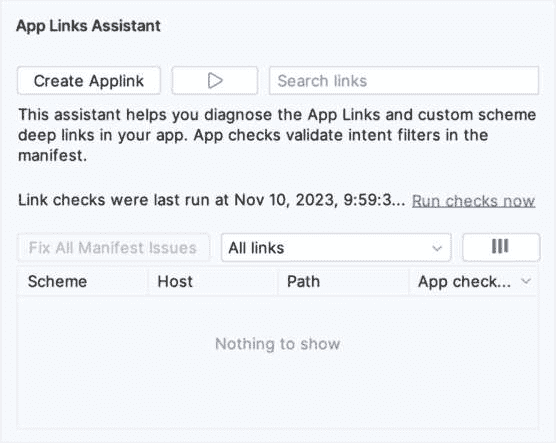 App Links Assistant
Create Applink
Search links
This assistant helps you diagnose the App Links and custom scheme
deep links in your app. App checks validate intent filters in the
manifest.
Link checks were last run at Nov 10, 2023, 9:59:3... Run checks now
Fix All Manifest Issues All links
Scheme Host Path App check...
Nothing to show